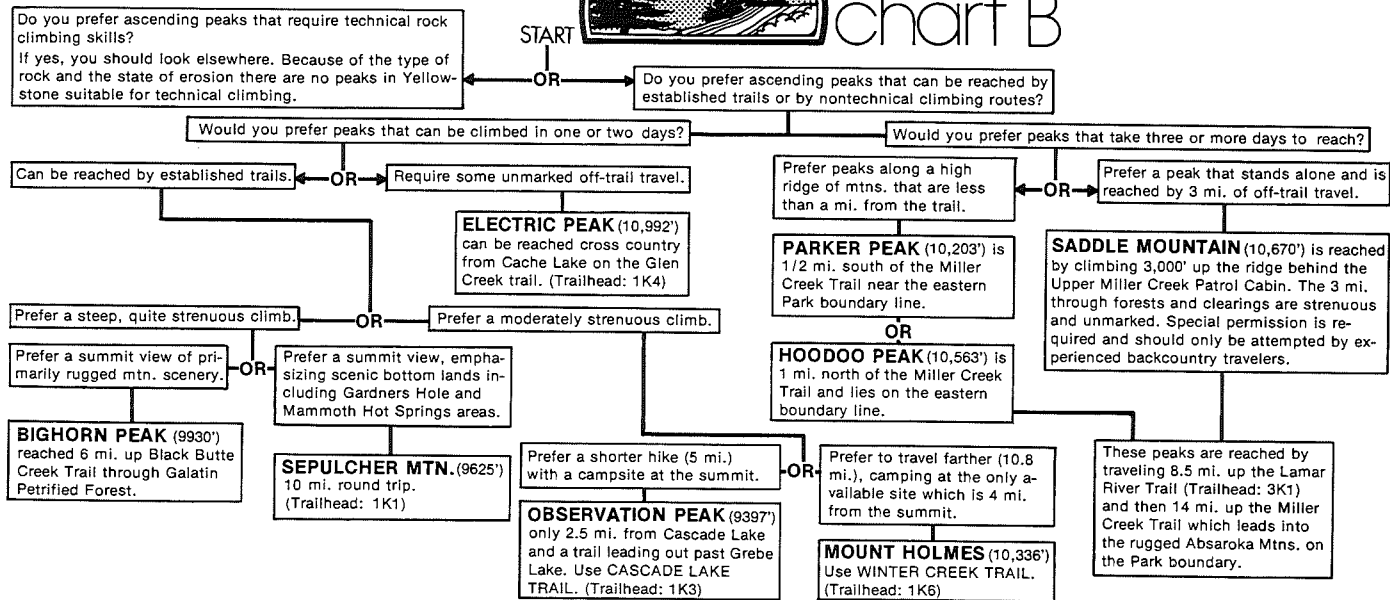 chart B
START
Do you prefer ascending peaks that require technical rock
climbing skills?
If yes, you should look elsewhere. Because of the type of
rock and the state of erosion there are no peaks in Yellow-
stone suitable for technical climbing.
OR
Do you prefer ascending peaks that can be reached by
established trails or by nontechnical climbing routes?
Would you prefer peaks that can be climbed in one or two days?
Would you prefer peaks that take three or more days to reach?
Can be reached by established trails.
OR
Require some unmarked off-trail travel.
ELECTRIC PEAK (10,992')
can be reached cross country
from Cache Lake on the Glen
Creek trail. (Trailhead: 1K4)
Prefer peaks along a high
ridge of mtns. that are less
than a mi. from the trail.
OR
Prefer a peak that stands alone and is
reached by 3 mi. of off-trail travel.
PARKER PEAK (10,203') is
1/2 mi. south of the Miller
Creek Trail near the eastern
Park boundary line.
OR
HOODOO PEAK (10,563') is
1 mi. north of the Miller Creek
Trail and lies on the eastern
boundary line.
SADDLE MOUNTAIN (10,670') is reached
by climbing 3,000' up the ridge behind the
Upper Miller Creek Patrol Cabin. The 3 mi.
through forests and clearings are strenuous
and unmarked. Special permission is re-
quired and should only be attempted by ex-
perienced backcountry travelers.
Prefer a steep, quite strenuous climb.
OR
Prefer a moderately strenuous climb.
Prefer a summit view of pri-
marily rugged mtn. scenery.
OR
Prefer a summit view, empha-
sizing scenic bottom lands in-
cluding Gardners Hole and
Mammoth Hot Springs areas.
BIGHORN PEAK (9930')
reached 6 mi. up Black Butte
Creek Trail through Galatin
Petrified Forest.
SEPULCHER MTN. (9625')
10 mi. round trip.
(Trailhead: 1K1)
Prefer a shorter hike (5 mi.)
with a campsite at the summit.
OR
Prefer to travel farther (10.8
mi.), camping at the only a-
vailable site which is 4 mi.
from the summit.
OBSERVATION PEAK (9397')
only 2.5 mi. from Cascade Lake
and a trail leading out past Grebe
Lake. Use CASCADE LAKE
TRAIL. (Trailhead: 1K3)
MOUNT HOLMES (10,336')
Use WINTER CREEK TRAIL.
(Trailhead: 1K6)
These peaks are reached by
traveling 8.5 mi. up the Lamar
River Trail (Trailhead: 3K1)
and then 14 mi. up the Miller
Creek Trail which leads into
the rugged Absaroka Mtns. on
the Park boundary.